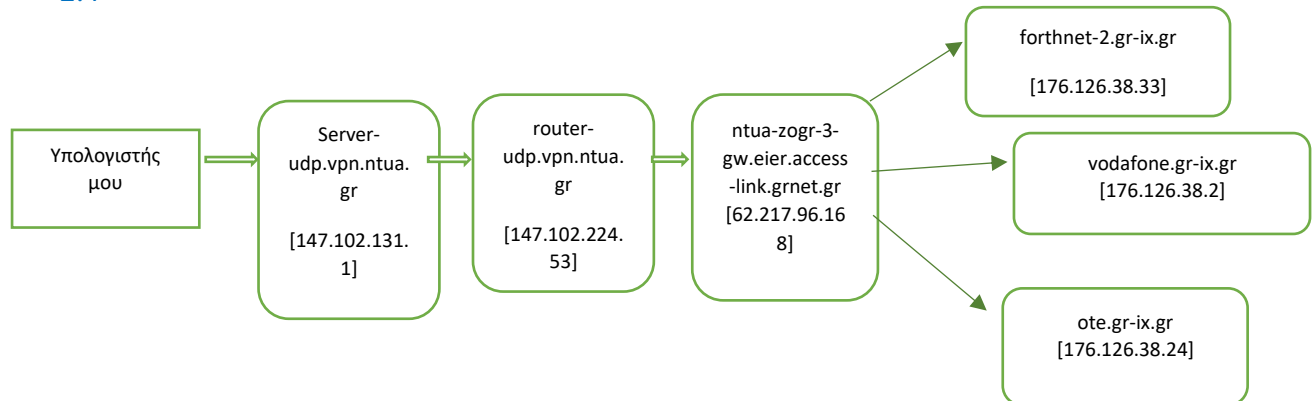 Υπολογιστής
μου
Server-
udp.vpn.ntua.
gr
[147.102.131.
1]
router-
udp.vpn.ntua.
gr
[147.102.224.
53]
ntua-zogr-3-
gw.eier.access
-link.grnet.gr
[62.217.96.16
8]
forthnet-2.gr-ix.gr
[176.126.38.33]
vodafone.gr-ix.gr
[176.126.38.2]
ote.gr-ix.gr
[176.126.38.24]